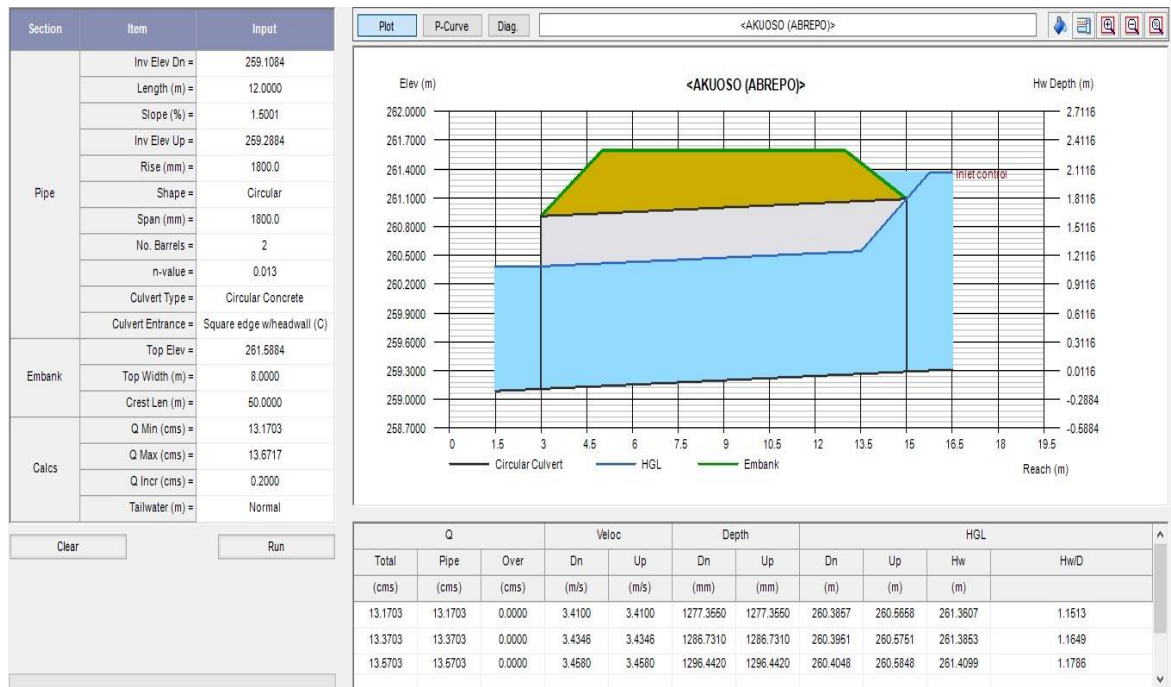 Section Item Input
Pipe
Inv Elev Dn = 259.1084
Length (m) = 12.0000
Slope (%) = 1.5001
Inv Elev Up = 259.2884
Rise (mm) = 1800.0
Shape = Circular
Span (mm) = 1800.0
No. Barrels = 2
n-value = 0.013
Culvert Type = Circular Concrete
Culvert Entrance = Square edge w/headwall (C)
Embank
Top Elev = 261.5884
Top Width (m) = 8.0000
Crest Len (m) = 50.0000
Calcs
Q Min (cms) = 13.1703
Q Max (cms) = 13.6717
Q Incr (cms) = 0.2000
Tailwater (m) = Normal
Clear Run
Plot P-Curve Diag. <AKUOSO (ABREPO)>
Elev (m) <AKUOSO (ABREPO)> Hw Depth (m)
262.0000 2.7116
261.7000 2.4116
261.4000 2.1116
Inlet control
261.1000 1.8116
260.8000 1.5116
260.5000 1.2116
260.2000 0.9116
259.9000 0.6116
259.6000 0.3116
259.3000 0.0116
259.0000 -0.2884
258.7000 -0.5884
0 1.5 3 4.5 6 7.5 9 10.5 12 13.5 15 16.5 18 19.5
Circular Culvert HGL Embank
Reach (m)
Q Veloc Depth HGL
Total Pipe Over Dn Up Dn Up Dn Up Hw Hw/D
(cms) (cms) (cms) (m/s) (m/s) (mm) (mm) (m) (m) (m)
13.1703 13.1703 0.0000 3.4100 3.4100 1277.3550 1277.3550 260.3857 260.5658 261.3607 1.1513
13.3703 13.3703 0.0000 3.4346 3.4346 1286.7310 1286.7310 260.3951 260.5751 261.3853 1.1649
13.5703 13.5703 0.0000 3.4580 3.4580 1296.4420 1296.4420 260.4048 260.5848 261.4099 1.1786